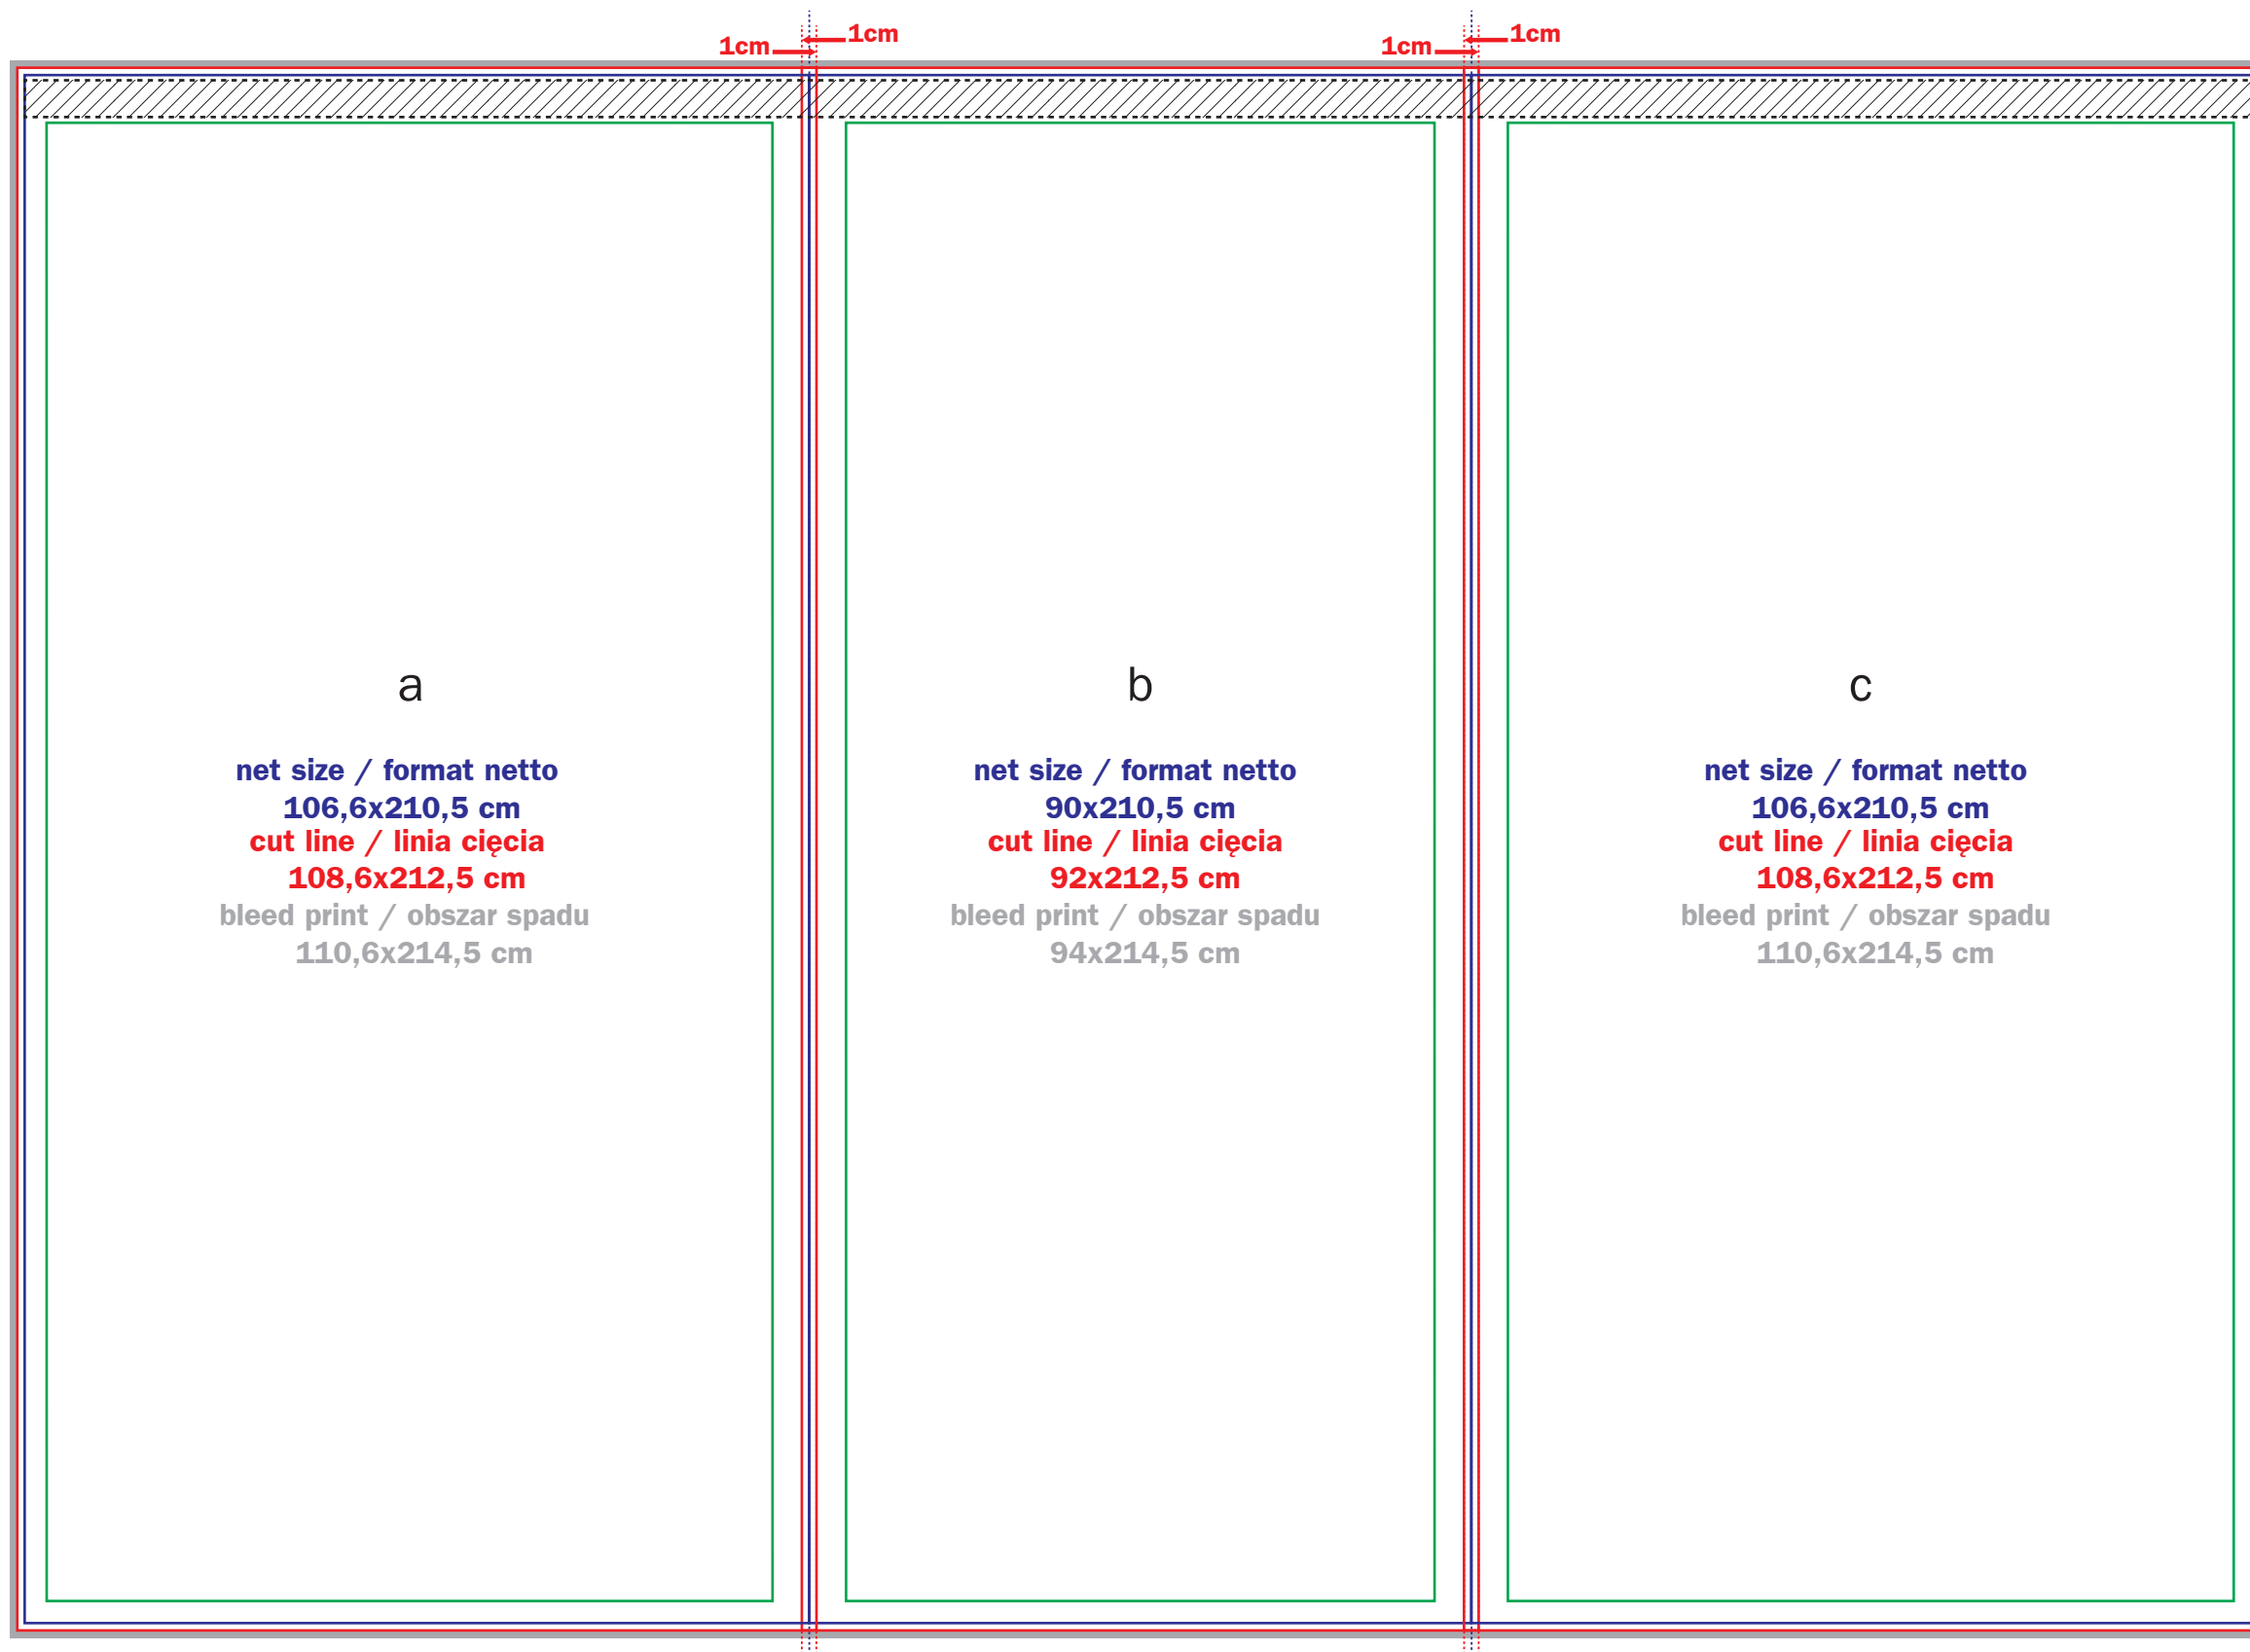 1cm 1cm 1cm 1cm
a
net size / format netto
106,6x210,5 cm
cut line / linia cięcia
108,6x212,5 cm
bleed print / obszar spadu
110,6x214,5 cm
b
net size / format netto
90x210,5 cm
cut line / linia cięcia
92x212,5 cm
bleed print / obszar spadu
94x214,5 cm
c
net size / format netto
106,6x210,5 cm
cut line / linia cięcia
108,6x212,5 cm
bleed print / obszar spadu
110,6x214,5 cm